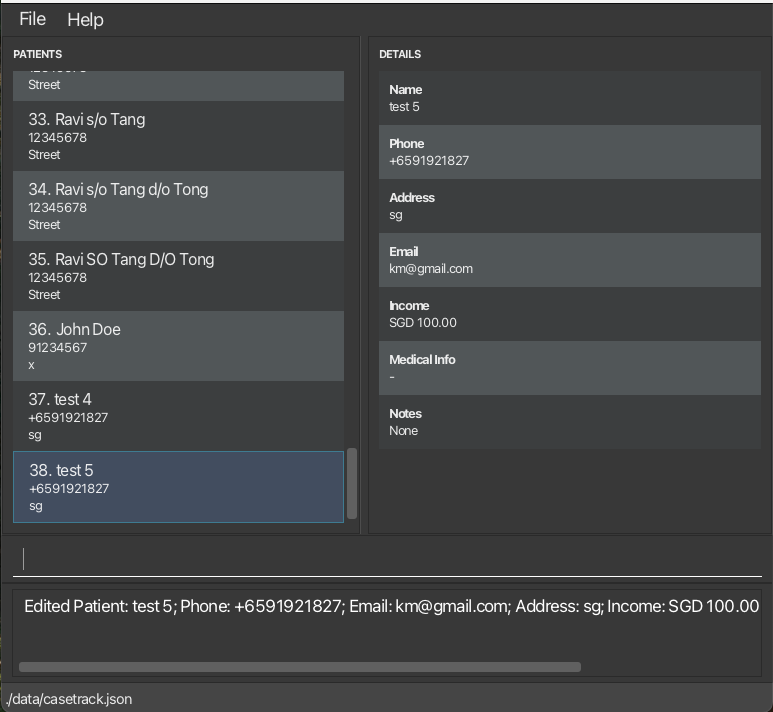 File Help
PATIENTS
Street
33. Ravi s/o Tang
12345678
Street
34. Ravi s/o Tang d/o Tong
12345678
Street
35. Ravi SO Tang D/O Tong
12345678
Street
36. John Doe
91234567
x
37. test 4
+6591921827
sg
38. test 5
+6591921827
sg
DETAILS
Name
test 5
Phone
+6591921827
Address
sg
Email
km@gmail.com
Income
SGD 100.00
Medical Info
-
Notes
None
Edited Patient: test 5; Phone: +6591921827; Email: km@gmail.com; Address: sg; Income: SGD 100.00
./data/casetrack.json